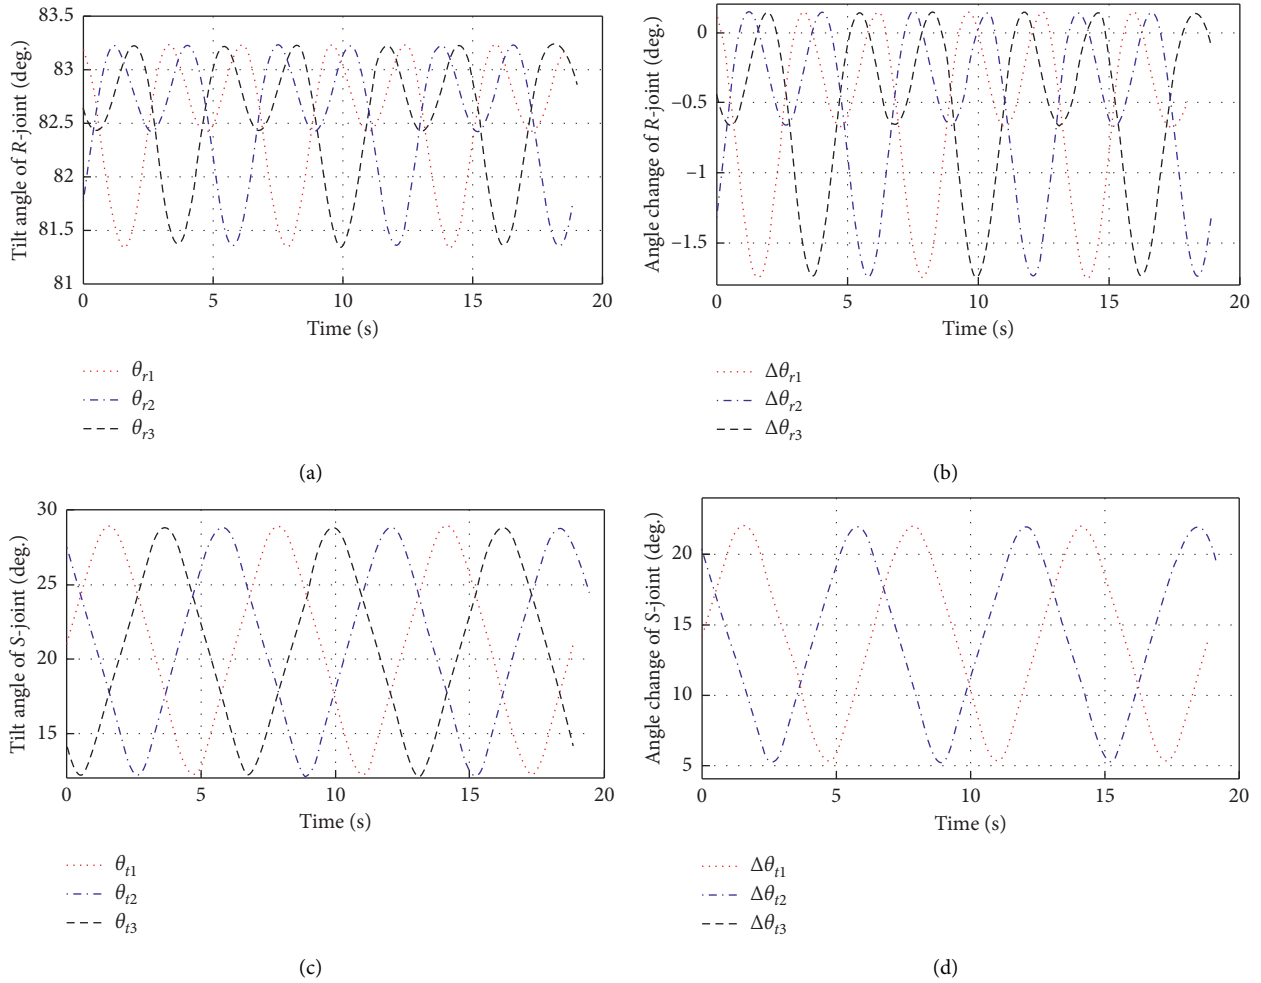 Tilt angle of R-joint (deg.)
83.5
83
82.5
82
81.5
81
0 5 10 15 20
Time (s)
θr1
θr2
θr3
(a)
Angle change of R-joint (deg.)
0
−0.5
−1
−1.5
0 5 10 15 20
Time (s)
Δθr1
Δθr2
Δθr3
(b)
Tilt angle of S-joint (deg.)
30
25
20
15
0 5 10 15 20
Time (s)
θt1
θt2
θt3
(c)
Angle change of S-joint (deg.)
20
15
10
5
0 5 10 15 20
Time (s)
Δθt1
Δθt2
Δθt3
(d)